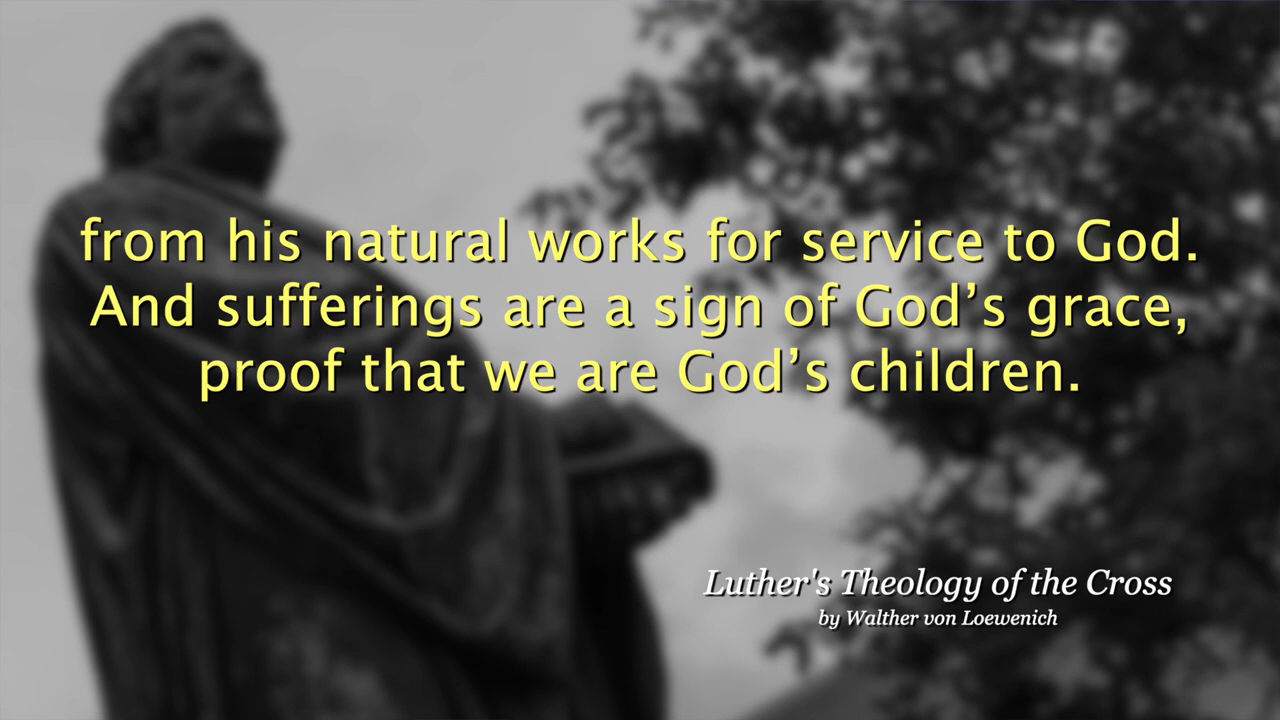 from his natural works for service to God.
And sufferings are a sign of God’s grace,
proof that we are God’s children.
Luther's Theology of the Cross
by Walther von Loewenich